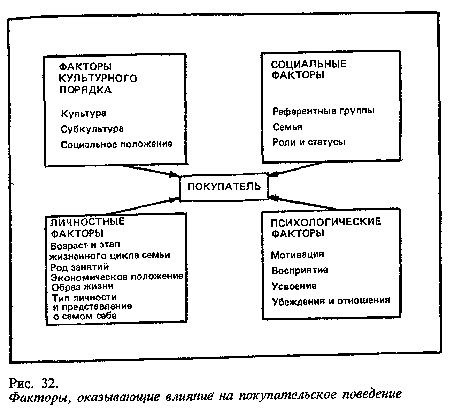 ФАКТОРЫ
КУЛЬТУРНОГО
ПОРЯДКА
Культура
Субкультура
Социальное положение
СОЦИАЛЬНЫЕ
ФАКТОРЫ
Референтные группы
Семья
Роли и статусы
ПОКУПАТЕЛЬ
ЛИЧНОСТНЫЕ
ФАКТОРЫ
Возраст и этап
жизненного цикла семьи
Род занятий
Экономическое положение
Образ жизни
Тип личности
и представление
о самом себе
ПСИХОЛОГИЧЕСКИЕ
ФАКТОРЫ
Мотивация
Восприятие
Усвоение
Убеждения и отношения
Рис. 32.
Факторы, оказывающие влияние на покупательское поведение